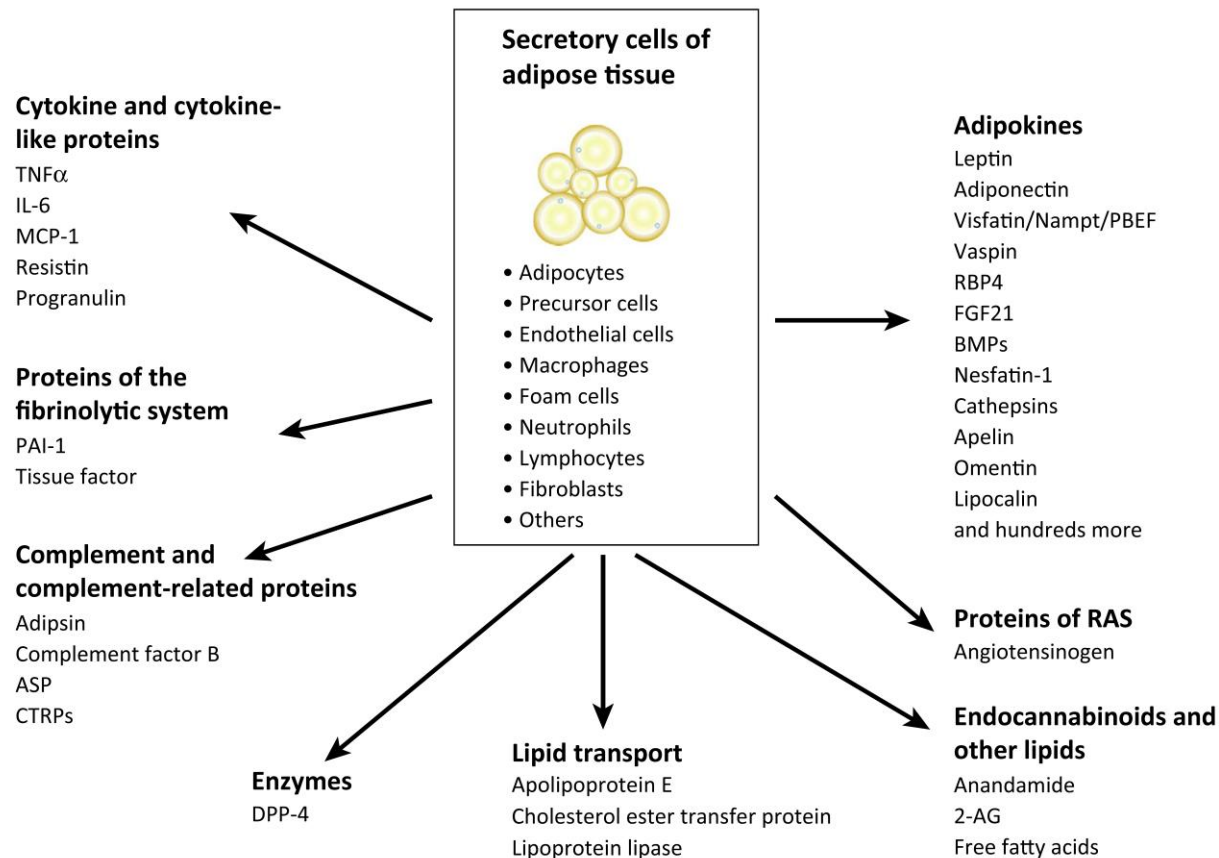 Secretory cells of
adipose tissue
• Adipocytes
• Precursor cells
• Endothelial cells
• Macrophages
• Foam cells
• Neutrophils
• Lymphocytes
• Fibroblasts
• Others
Cytokine and cytokine-
like proteins
TNFα
IL-6
MCP-1
Resistin
Progranulin
Proteins of the
fibrinolytic system
PAI-1
Tissue factor
Complement and
complement-related proteins
Adipsin
Complement factor B
ASP
CTRPs
Enzymes
DPP-4
Lipid transport
Apolipoprotein E
Cholesterol ester transfer protein
Lipoprotein lipase
Adipokines
Leptin
Adiponectin
Visfatin/Nampt/PBEF
Vaspin
RBP4
FGF21
BMPs
Nesfatin-1
Cathepsins
Apelin
Omentin
Lipocalin
and hundreds more
Proteins of RAS
Angiotensinogen
Endocannabinoids and
other lipids
Anandamide
2-AG
Free fatty acids